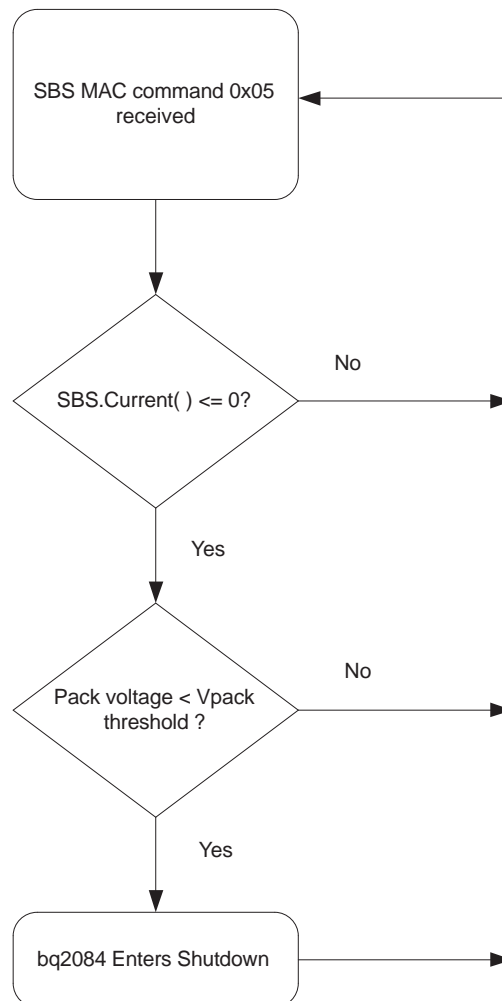 SBS MAC command 0x05
received
SBS.Current( ) <= 0?
No
Yes
Pack voltage < Vpack
threshold ?
No
Yes
bq2084 Enters Shutdown